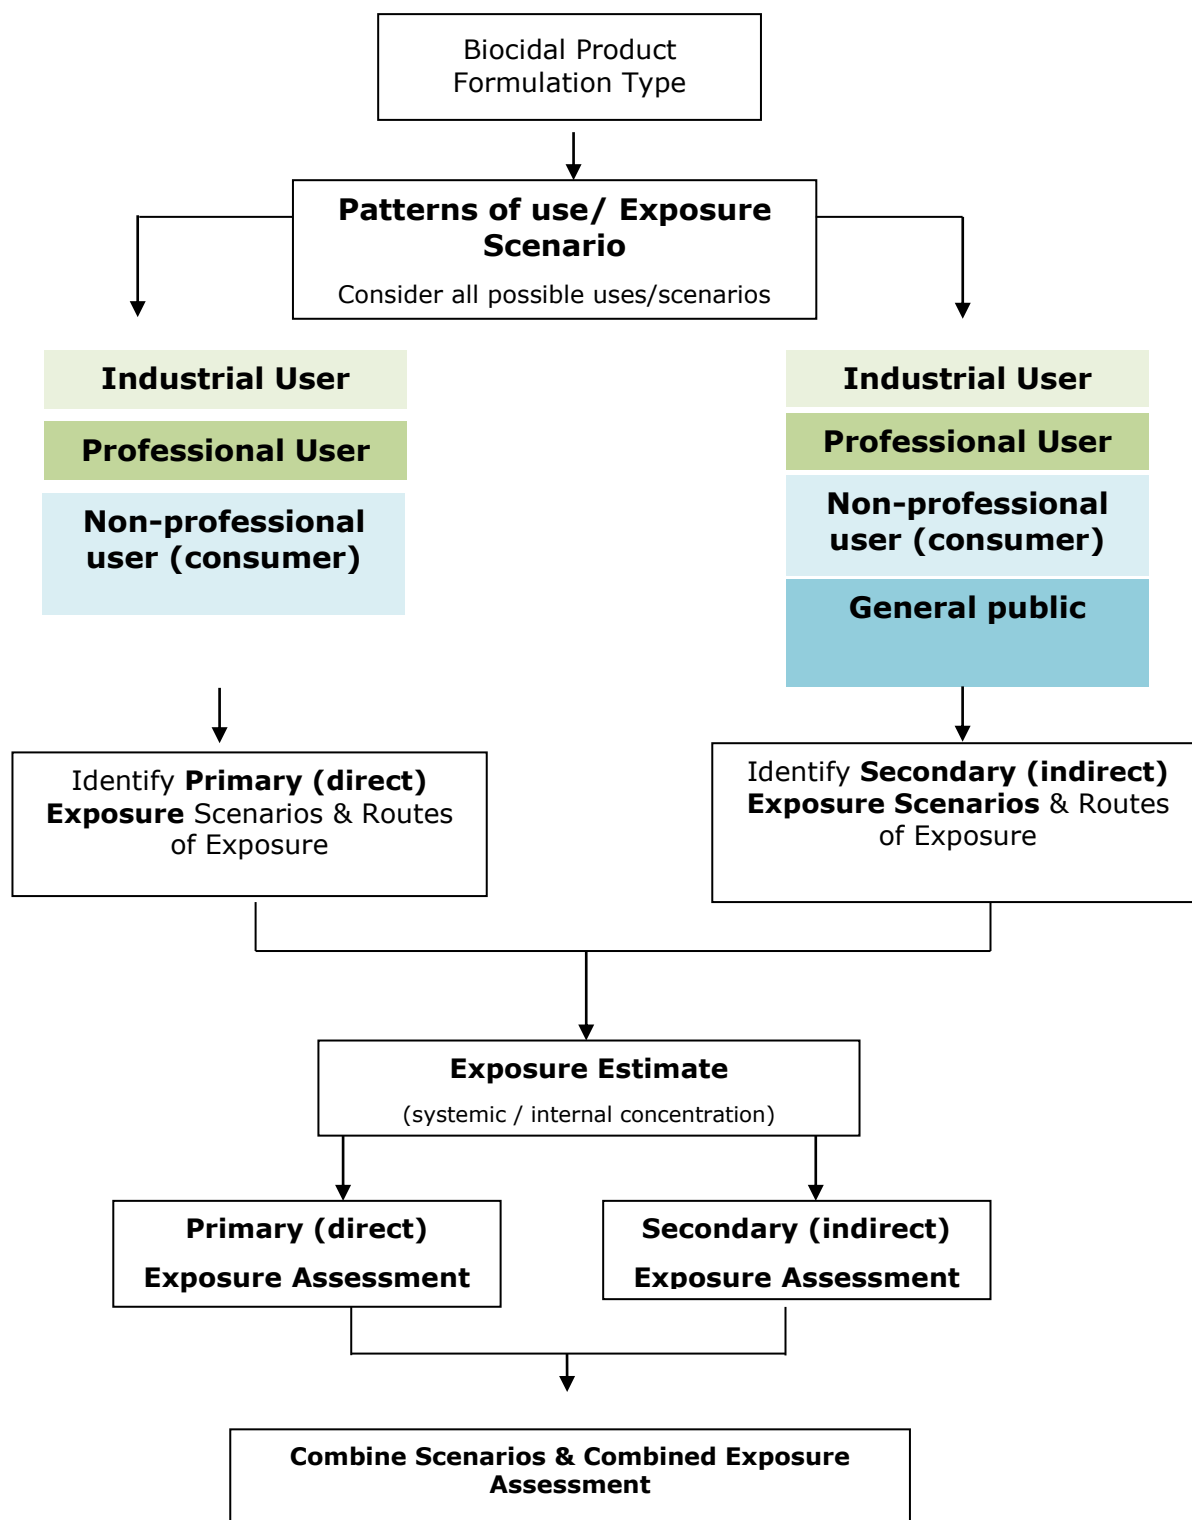 Biocidal Product
Formulation Type
Patterns of use/ Exposure
Scenario
Consider all possible uses/scenarios
Industrial User
Professional User
Non-professional
user (consumer)
Industrial User
Professional User
Non-professional
user (consumer)
General public
Identify Primary (direct)
Exposure Scenarios & Routes
of Exposure
Identify Secondary (indirect)
Exposure Scenarios & Routes
of Exposure
Exposure Estimate
(systemic / internal concentration)
Primary (direct)
Exposure Assessment
Secondary (indirect)
Exposure Assessment
Combine Scenarios & Combined Exposure
Assessment